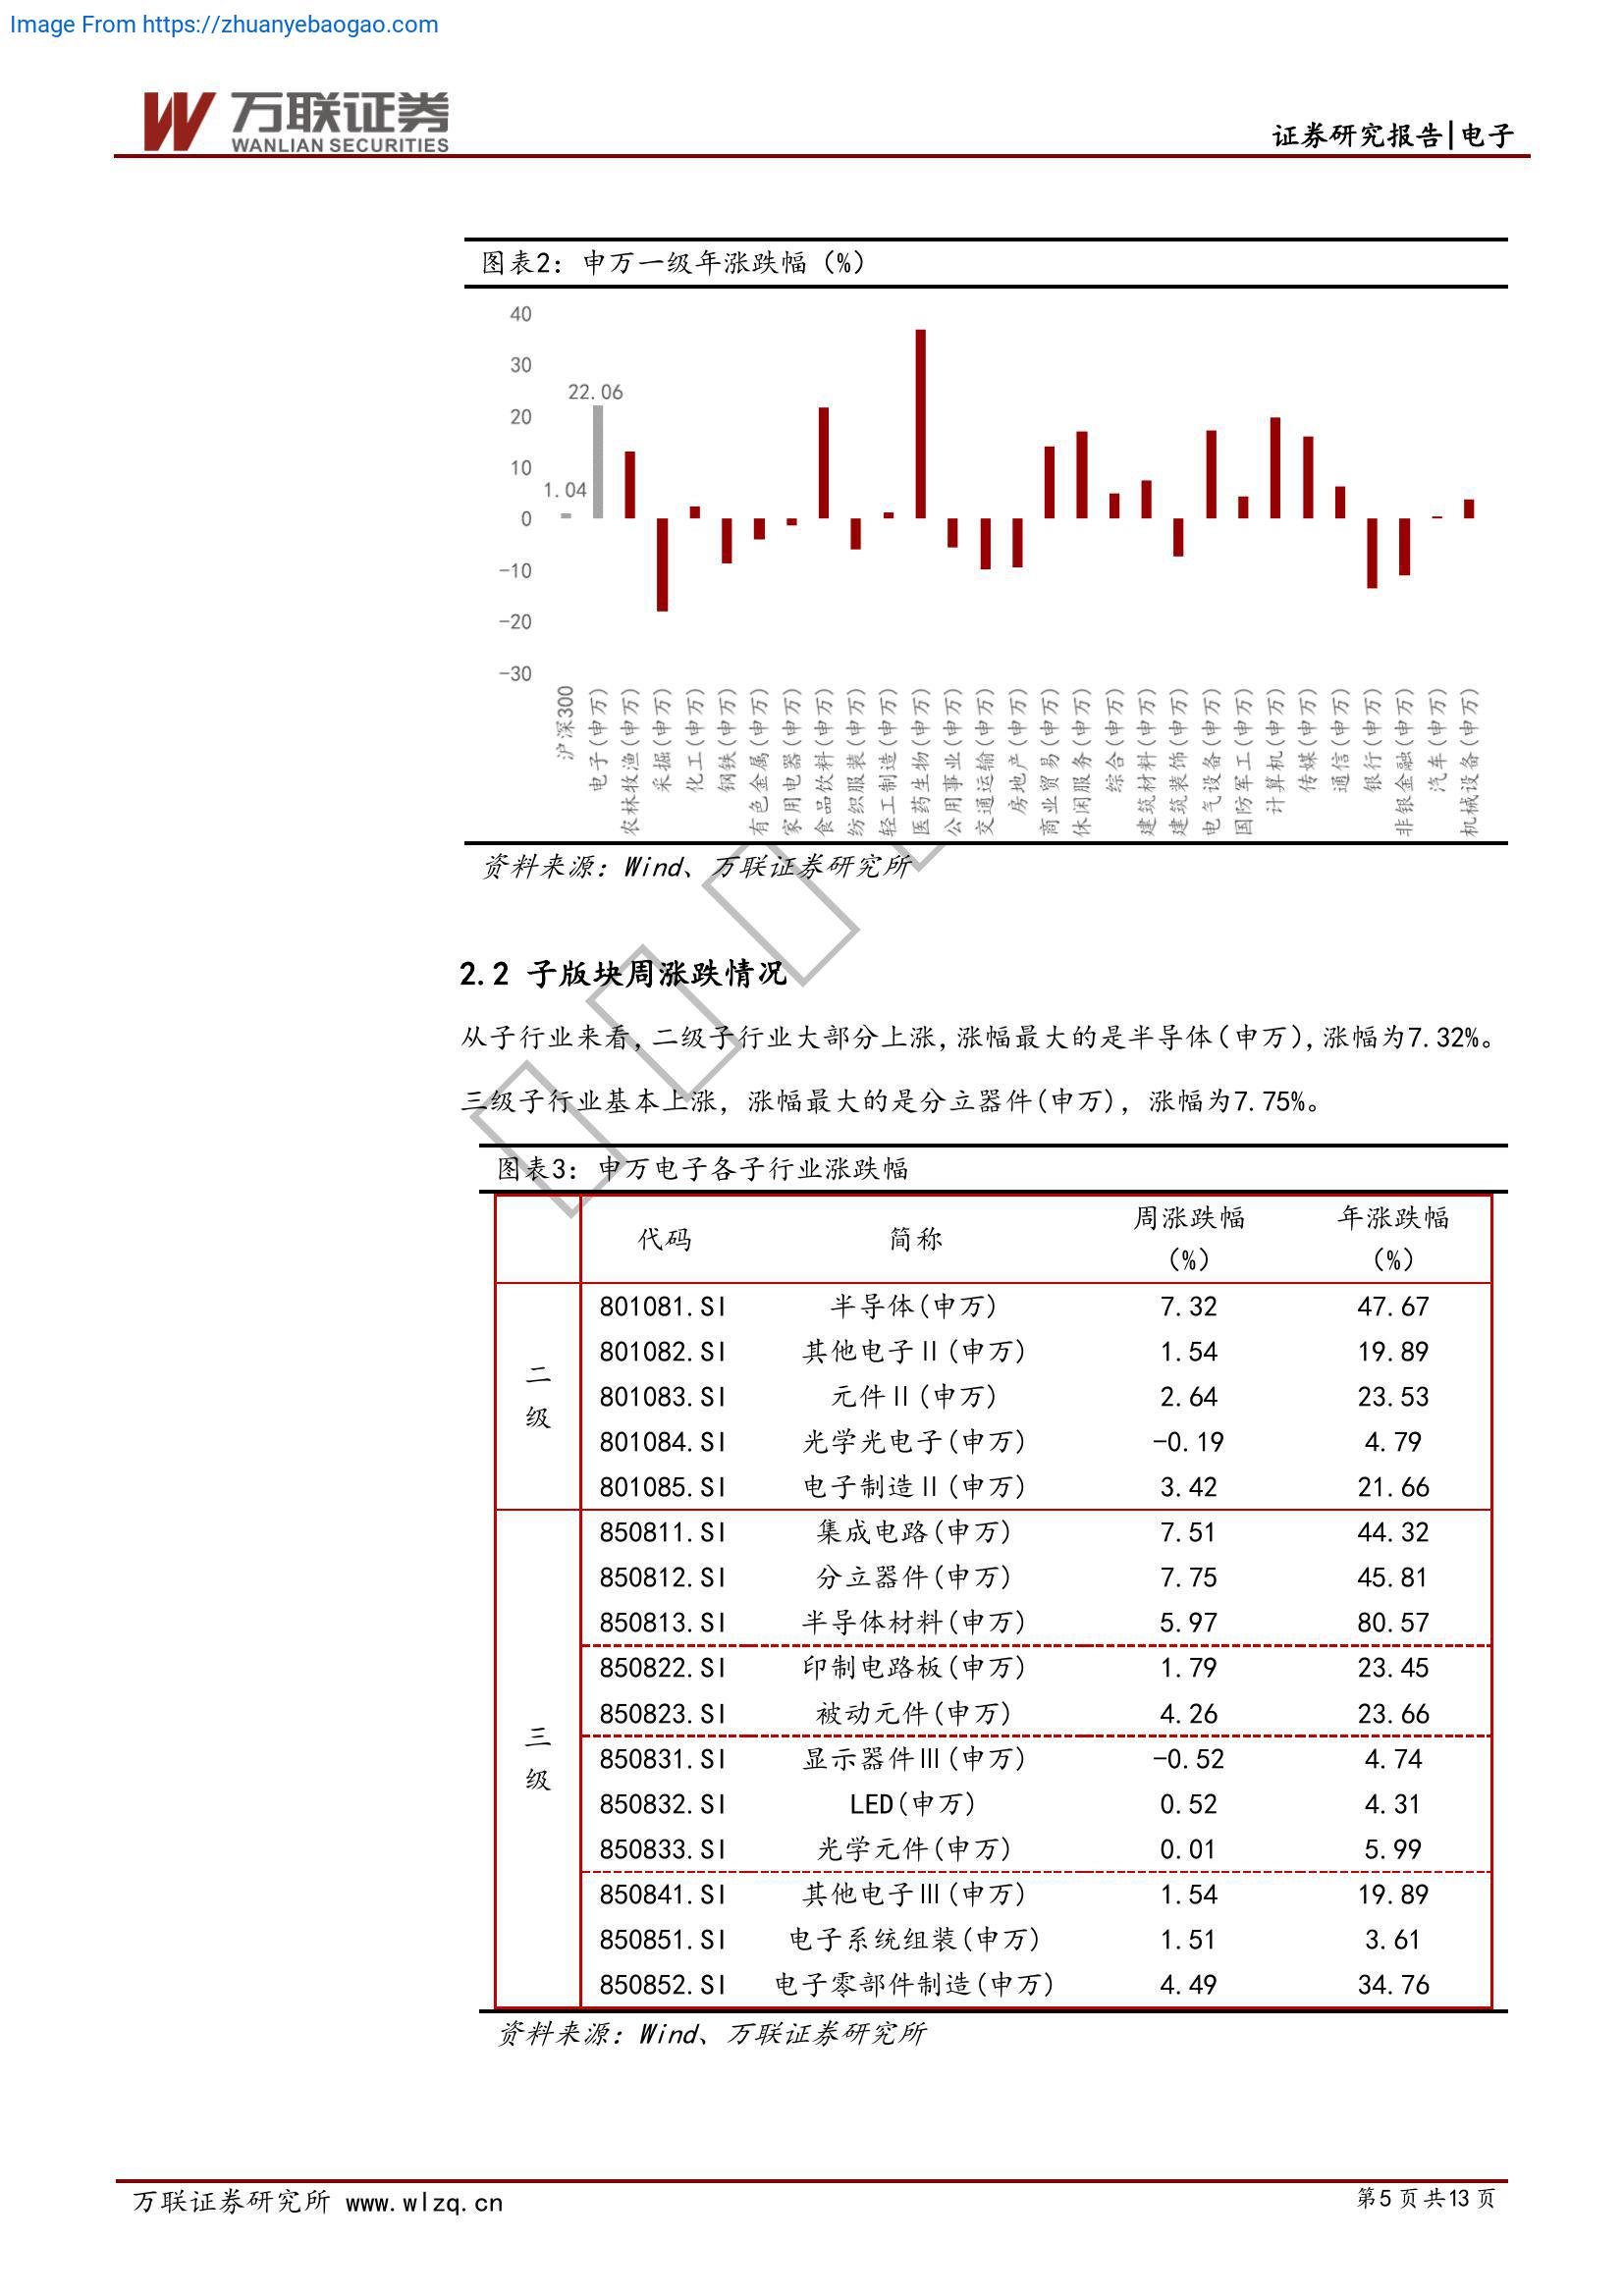 Image From https://zhuanyebaogao.com
万联证券
WANLIAN SECURITIES
证券研究报告|电子
图表2：申万一级年涨跌幅（%）
40
30
20
10
0
-10
-20
-30
1.04
22.06
沪深300
电子(申万)
农林牧渔(申万)
采掘(申万)
化工(申万)
钢铁(申万)
有色金属(申万)
家用电器(申万)
食品饮料(申万)
纺织服装(申万)
轻工制造(申万)
医药生物(申万)
公用事业(申万)
交通运输(申万)
房地产(申万)
商业贸易(申万)
休闲服务(申万)
综合(申万)
建筑材料(申万)
建筑装饰(申万)
电气设备(申万)
国防军工(申万)
计算机(申万)
传媒(申万)
通信(申万)
银行(申万)
非银金融(申万)
汽车(申万)
机械设备(申万)
资料来源：Wind、万联证券研究所
2.2 子版块周涨跌情况
从子行业来看,二级子行业大部分上涨,涨幅最大的是半导体(申万),涨幅为7.32%。
三级子行业基本上涨, 涨幅最大的是分立器件(申万), 涨幅为7.75%。
图表3：申万电子各子行业涨跌幅
代码 简称 周涨跌幅（%） 年涨跌幅（%）
二级
801081.SI 半导体(申万) 7.32 47.67
801082.SI 其他电子Ⅱ(申万) 1.54 19.89
801083.SI 元件Ⅱ(申万) 2.64 23.53
801084.SI 光学光电子(申万) -0.19 4.79
801085.SI 电子制造Ⅱ(申万) 3.42 21.66
三级
850811.SI 集成电路(申万) 7.51 44.32
850812.SI 分立器件(申万) 7.75 45.81
850813.SI 半导体材料(申万) 5.97 80.57
850822.SI 印制电路板(申万) 1.79 23.45
850823.SI 被动元件(申万) 4.26 23.66
850831.SI 显示器件Ⅲ(申万) -0.52 4.74
850832.SI LED(申万) 0.52 4.31
850833.SI 光学元件(申万) 0.01 5.99
850841.SI 其他电子Ⅲ(申万) 1.54 19.89
850851.SI 电子系统组装(申万) 1.51 3.61
850852.SI 电子零部件制造(申万) 4.49 34.76
资料来源：Wind、万联证券研究所
万联证券研究所 www.wlzq.cn
第5页共13页